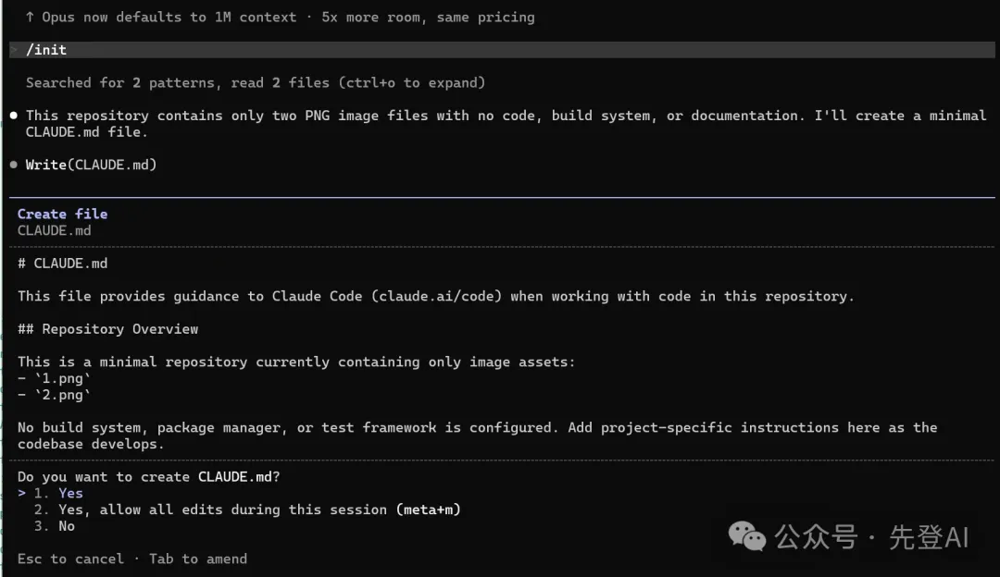 ↑ Opus now defaults to 1M context · 5x more room, same pricing
> /init
Searched for 2 patterns, read 2 files (ctrl+o to expand)
● This repository contains only two PNG image files with no code, build system, or documentation. I'll create a minimal
CLAUDE.md file.
● Write(CLAUDE.md)
Create file
CLAUDE.md
# CLAUDE.md
This file provides guidance to Claude Code (claude.ai/code) when working with code in this repository.
## Repository Overview
This is a minimal repository currently containing only image assets:
- `1.png`
- `2.png`
No build system, package manager, or test framework is configured. Add project-specific instructions here as the
codebase develops.
Do you want to create CLAUDE.md?
> 1. Yes
2. Yes, allow all edits during this session (meta+m)
3. No
Esc to cancel · Tab to amend
公众号 · 先登AI